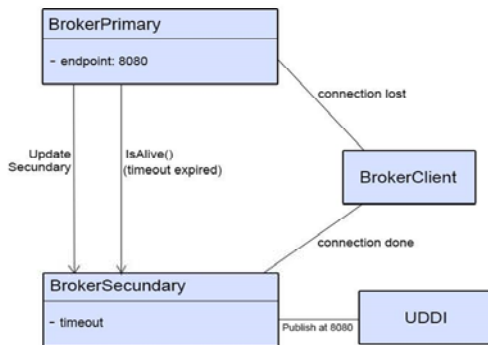 BrokerPrimary
- endpoint: 8080
connection lost
Update
Secundary
IsAlive()
(timeout expired)
BrokerClient
connection done
BrokerSecundary
- timeout
Publish at 8080
UDDI